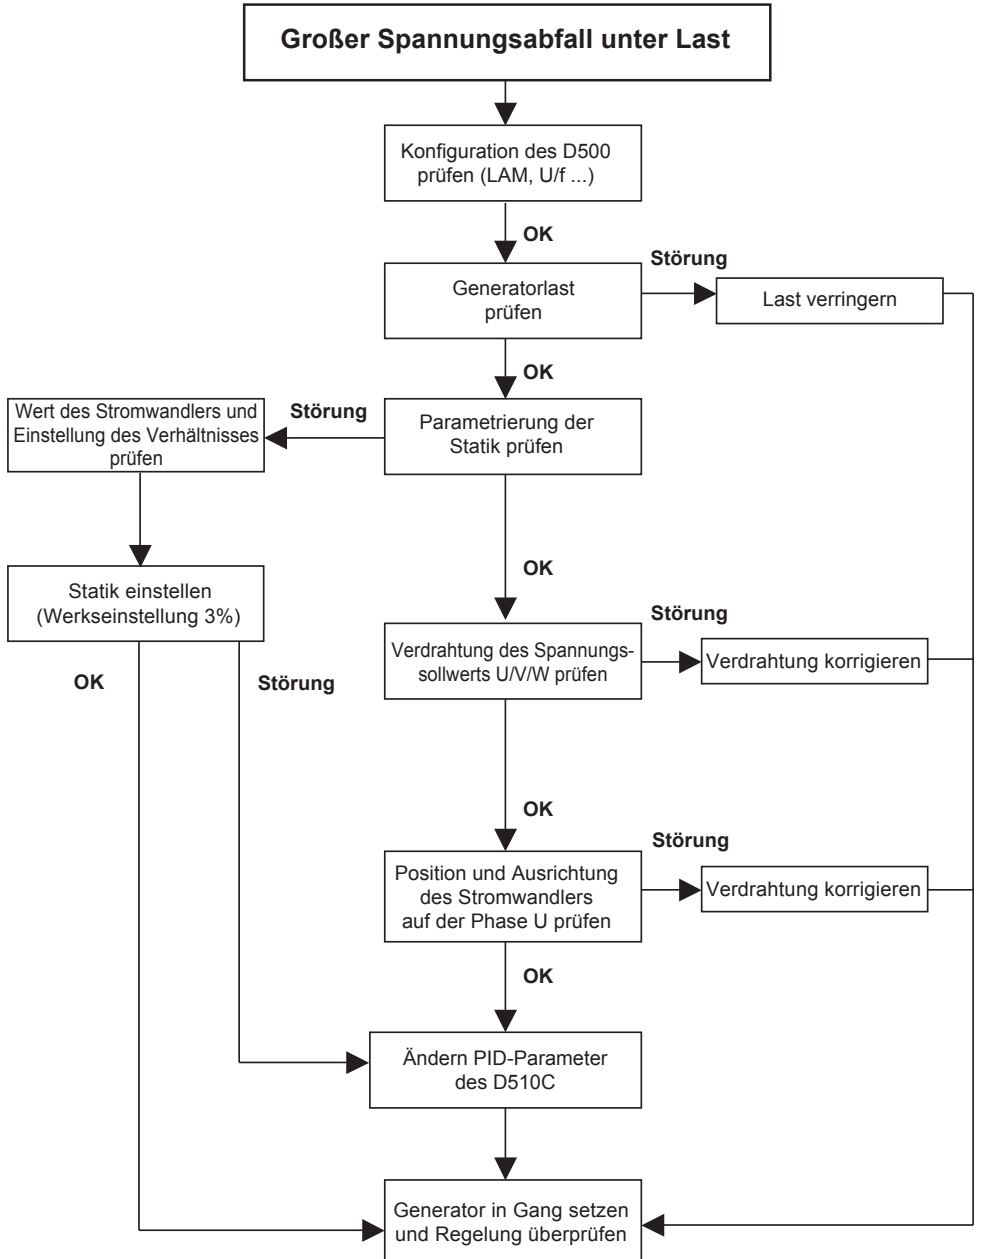 Großer Spannungsabfall unter Last
Konfiguration des D500
prüfen (LAM, U/f ...)
OK
Störung
Generatorlast
prüfen
Last verringern
OK
Wert des Stromwandlers und
Einstellung des Verhältnisses
prüfen
Störung
Parametrierung der
Statik prüfen
OK
Statik einstellen
(Werkseinstellung 3%)
Störung
Verdrahtung des Spannungs-
sollwerts U/V/W prüfen
Verdrahtung korrigieren
OK
Störung
OK
Störung
Position und Ausrichtung
des Stromwandlers
auf der Phase U prüfen
Verdrahtung korrigieren
OK
Ändern PID-Parameter
des D510C
Generator in Gang setzen
und Regelung überprüfen